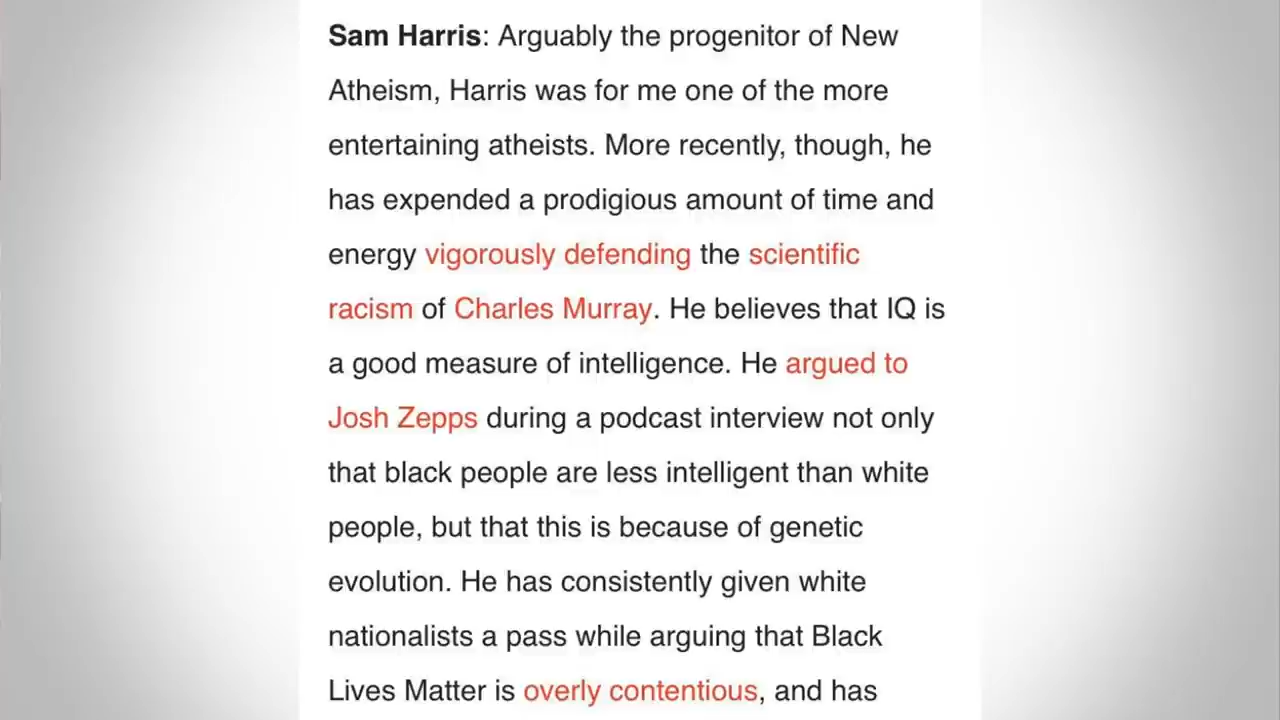 Sam Harris: Arguably the progenitor of New
Atheism, Harris was for me one of the more
entertaining atheists. More recently, though, he
has expended a prodigious amount of time and
energy vigorously defending the scientific
racism of Charles Murray. He believes that IQ is
a good measure of intelligence. He argued to
Josh Zepps during a podcast interview not only
that black people are less intelligent than white
people, but that this is because of genetic
evolution. He has consistently given white
nationalists a pass while arguing that Black
Lives Matter is overly contentious, and has